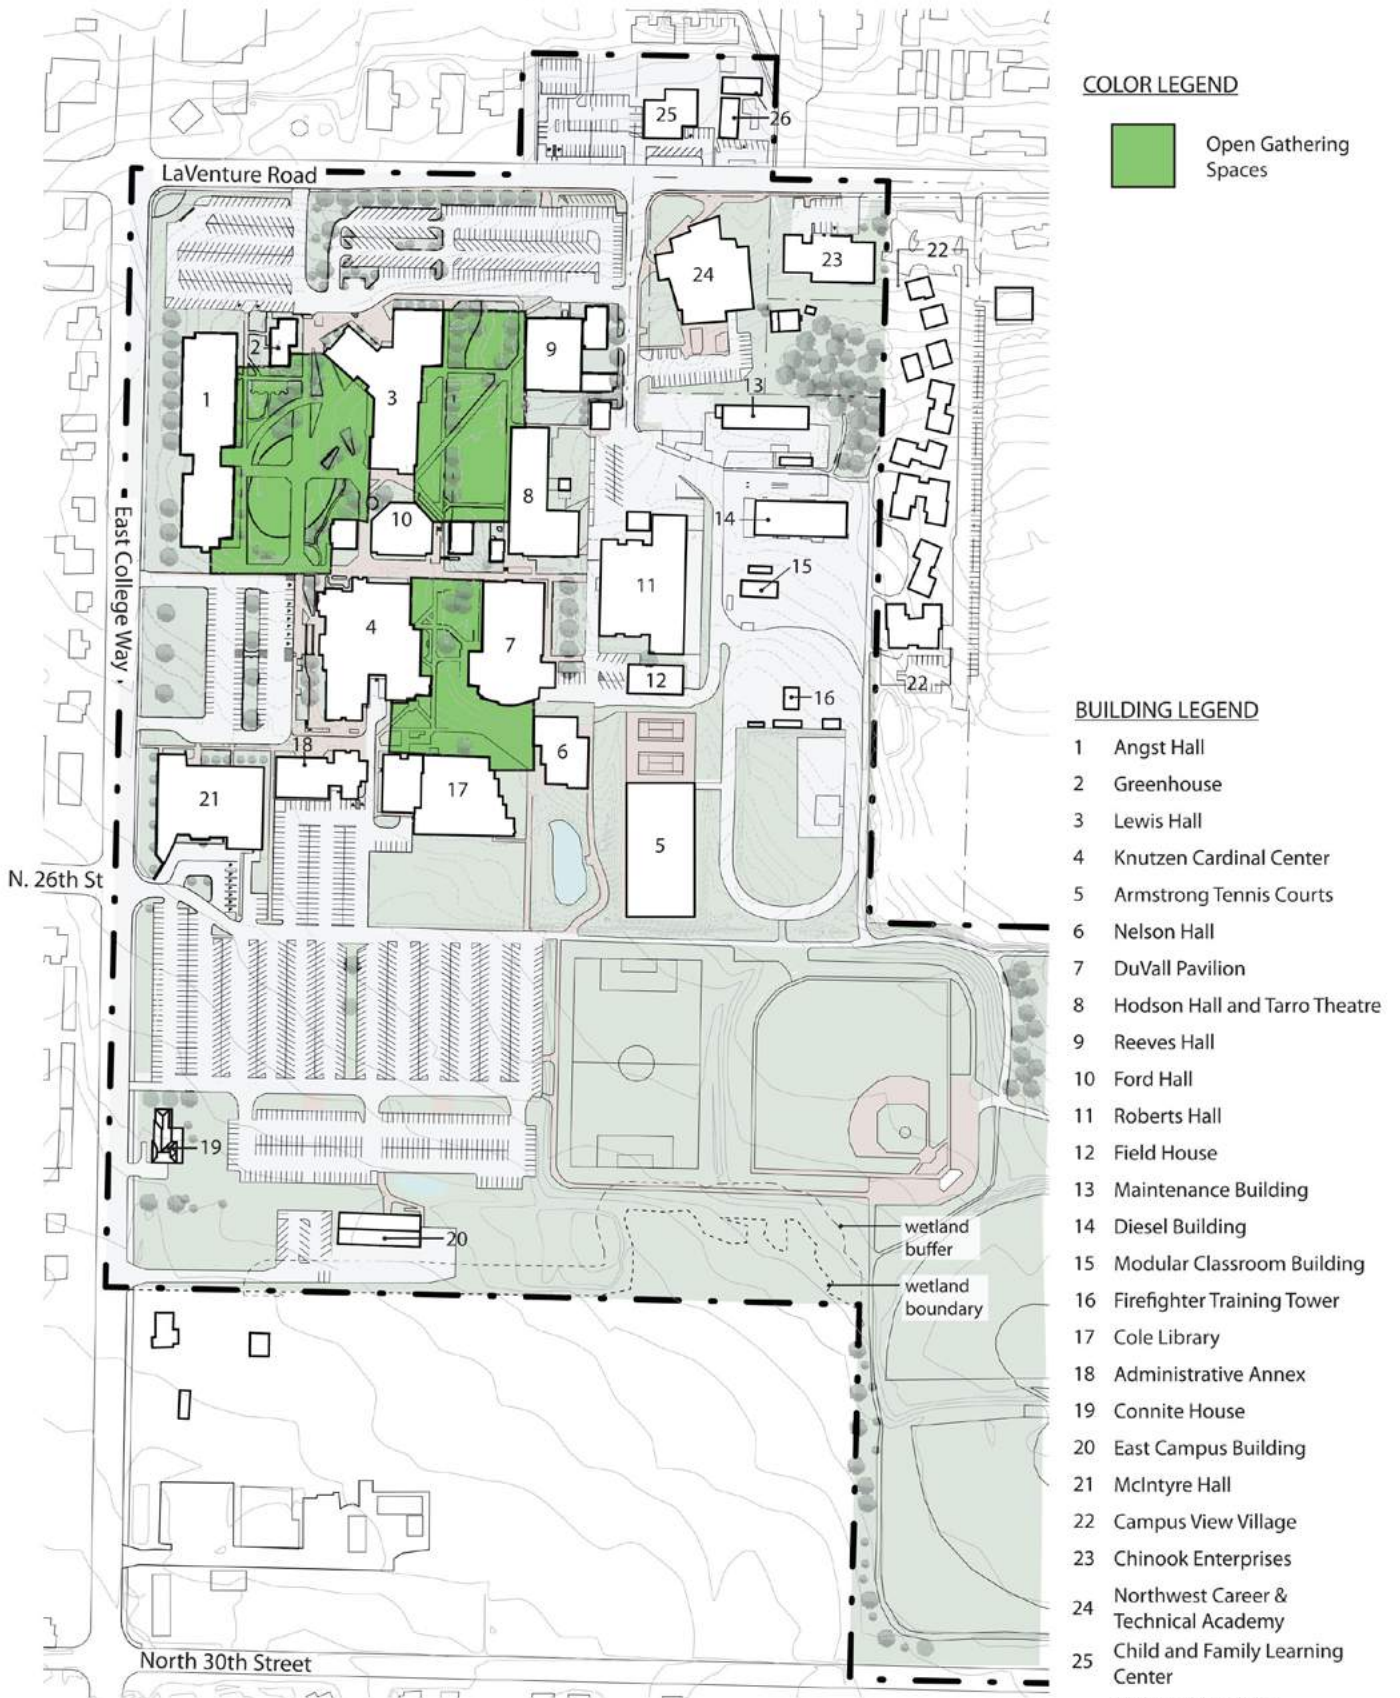 COLOR LEGEND
Open Gathering
Spaces
25
26
LaVenture Road
24
23
22
2
1
3
9
13
8
10
14
East College Way
11
15
4
7
12
16
22
18
6
21
17
5
N. 26th St
19
20
wetland
buffer
wetland
boundary
North 30th Street
BUILDING LEGEND
1 Angst Hall
2 Greenhouse
3 Lewis Hall
4 Knutzen Cardinal Center
5 Armstrong Tennis Courts
6 Nelson Hall
7 DuVall Pavilion
8 Hodson Hall and Tarro Theatre
9 Reeves Hall
10 Ford Hall
11 Roberts Hall
12 Field House
13 Maintenance Building
14 Diesel Building
15 Modular Classroom Building
16 Firefighter Training Tower
17 Cole Library
18 Administrative Annex
19 Connite House
20 East Campus Building
21 McIntyre Hall
22 Campus View Village
23 Chinook Enterprises
24 Northwest Career &
Technical Academy
25 Child and Family Learning
Center